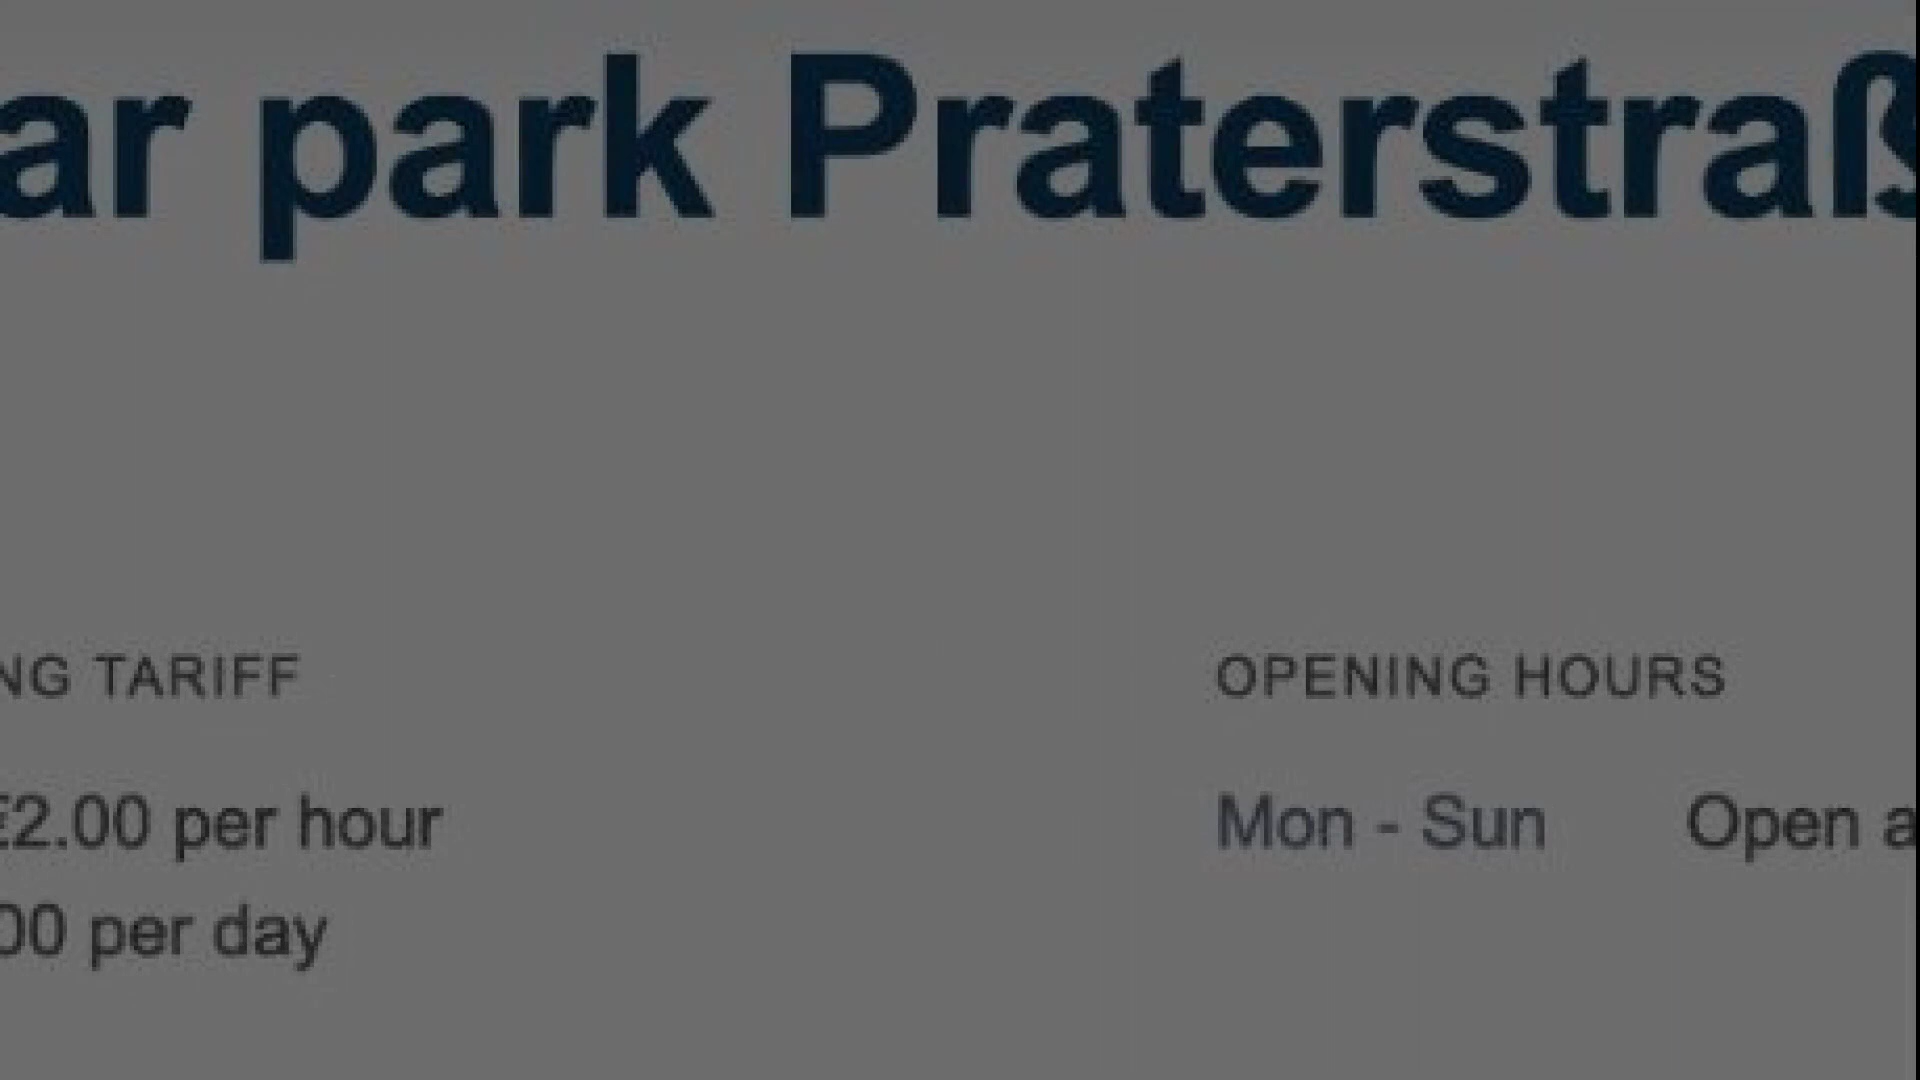 ar park Praterstraß
NG TARIFF
OPENING HOURS
€2.00 per hour
Mon - Sun
Open a
00 per day